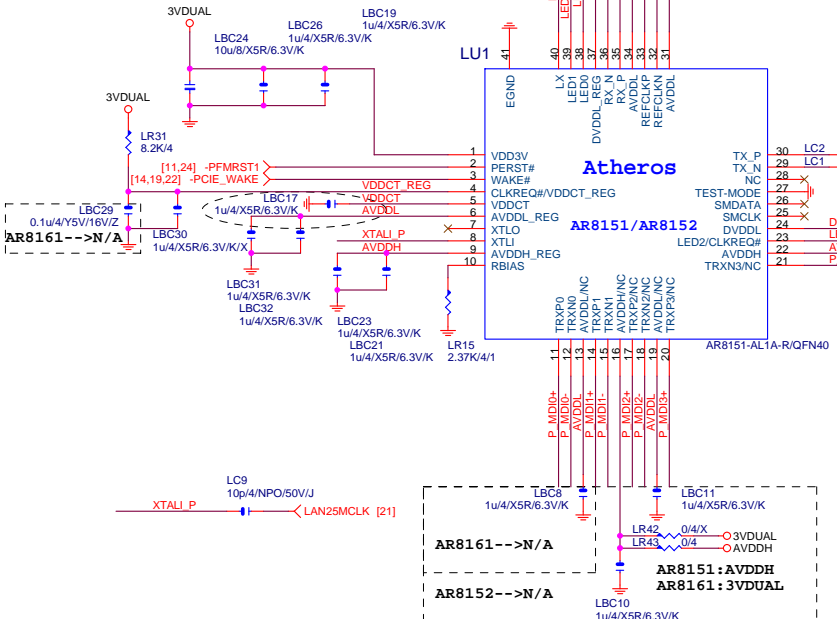 3VDUAL
LBC24
10u/8/X5R/6.3V/K
LBC26
1u/4/X5R/6.3V/K
LBC19
1u/4/X5R/6.3V/K
3VDUAL
LR31
8.2K/4
[11,24] -PFMRST1
[14,19,22] -PCIE_WAKE
VDDCT_REG
VDDCT
AVDDL
LBC17
1u/4/X5R/6.3V/K
LBC29
0.1u/4/Y5V/16V/Z
AR8161-->N/A
LBC30
1u/4/X5R/6.3V/K/X
XTALI_P
AVDDH
LBC31
1u/4/X5R/6.3V/K
LBC32
1u/4/X5R/6.3V/K
LBC23
1u/4/X5R/6.3V/K
LBC21
1u/4/X5R/6.3V/K
LR15
2.37K/4/1
LU1
41
EGND
40 39 38 37 36 35 34 33 32 31
LX
LED1
LED0
DVDDL_REG
RX_N
RX_P
AVDDL
REFCLKP
REFCLKN
AVDDL
1 VDD3V
2 PERST#
3 WAKE#
4 CLKREQ#/VDDCT_REG
5 VDDCT
6 AVDDL_REG
7 XTLO
8 XTLI
9 AVDDH_REG
10 RBIAS
Atheros
AR8151/AR8152
TX_P 30 LC2
TX_N 29 LC1
NC 28
TEST-MODE 27
SMDATA 26
SMCLK 25
DVDDL 24
LED2/CLKREQ# 23
AVDDH 22
TRXN3/NC 21
TRXP0
TRXN0
AVDDL/NC
TRXP1
TRXN1
AVDDH/NC
TRXP2/NC
TRXN2/NC
AVDDL/NC
TRXP3/NC
11 12 13 14 15 16 17 18 19 20
AR8151-AL1A-R/QFN40
P_MDI0+
P_MDI0-
AVDDL
P_MDI1+
P_MDI1-
P_MDI2+
P_MDI2-
AVDDL
P_MDI3+
LC9
10p/4/NPO/50V/J
XTALI_P
LAN25MCLK [21]
LBC8
1u/4/X5R/6.3V/K
LBC11
1u/4/X5R/6.3V/K
LR42 0/4/X 3VDUAL
LR43 0/4 AVDDH
AR8161-->N/A
AR8151:AVDDH
AR8161:3VDUAL
AR8152-->N/A
LBC10
1u/4/X5R/6.3V/K